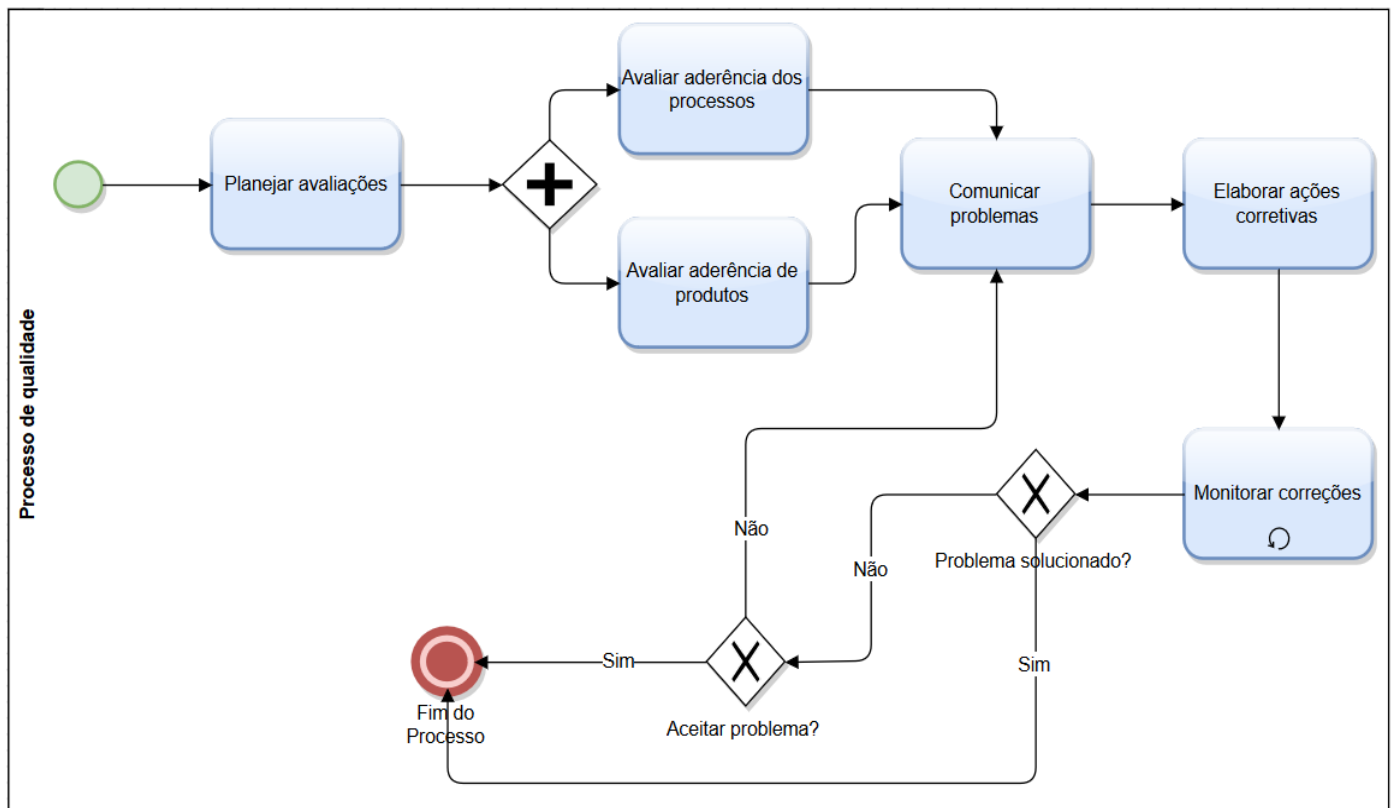 Processo de qualidade
Planejar avaliações
Avaliar aderência dos
processos
Avaliar aderência de
produtos
Comunicar
problemas
Elaborar ações
corretivas
Monitorar correções
Problema solucionado?
Não
Sim
Aceitar problema?
Não
Sim
Fim do
Processo